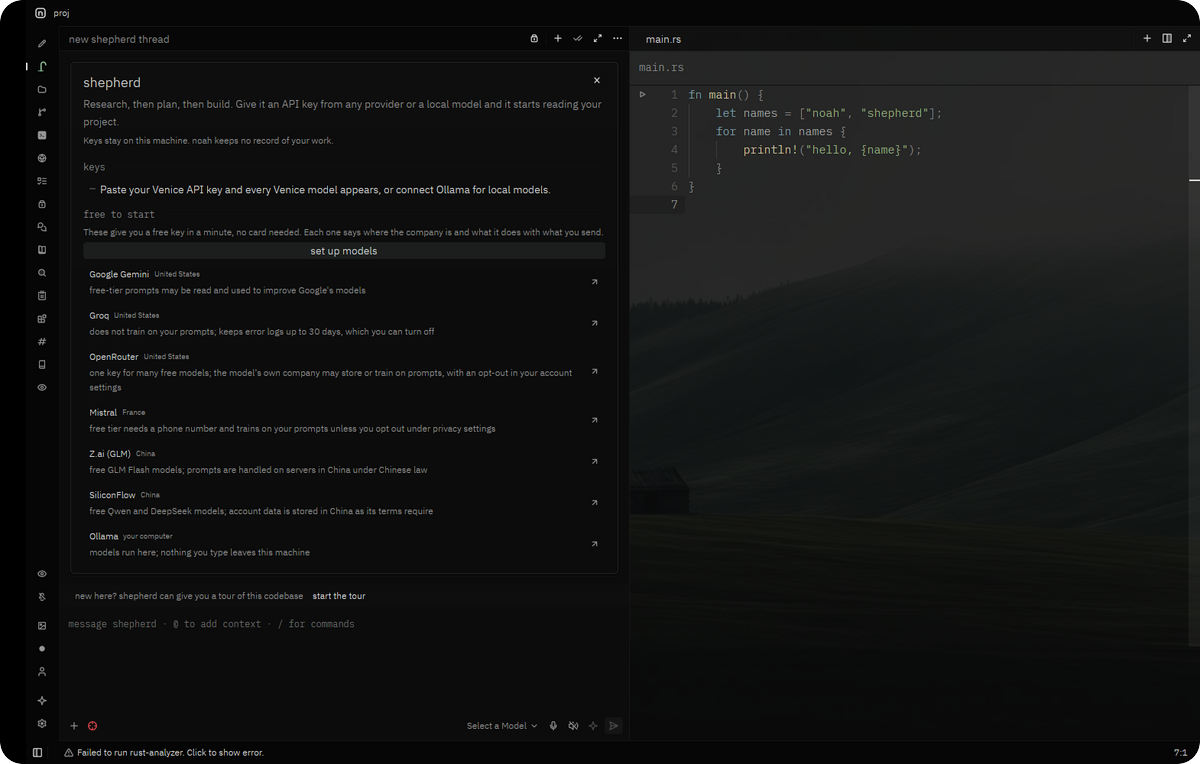 proj
new shepherd thread
shepherd
Research, then plan, then build. Give it an API key from any provider or a local model and it starts reading your
project.
Keys stay on this machine. noah keeps no record of your work.
keys
— Paste your Venice API key and every Venice model appears, or connect Ollama for local models.
free to start
These give you a free key in a minute, no card needed. Each one says where the company is and what it does with what you send.
set up models
Google Gemini United States
free-tier prompts may be read and used to improve Google's models
Groq United States
does not train on your prompts; keeps error logs up to 30 days, which you can turn off
OpenRouter United States
one key for many free models; the model's own company may store or train on prompts, with an opt-out in your account
settings
Mistral France
free tier needs a phone number and trains on your prompts unless you opt out under privacy settings
Z.ai (GLM) China
free GLM Flash models; prompts are handled on servers in China under Chinese law
SiliconFlow China
free Qwen and DeepSeek models; account data is stored in China as its terms require
Ollama your computer
models run here; nothing you type leaves this machine
new here? shepherd can give you a tour of this codebase start the tour
message shepherd · @ to add context · / for commands
Select a Model
main.rs
main.rs
1 fn main() {
2 let names = ["noah", "shepherd"];
3 for name in names {
4 println!("hello, {name}");
5 }
6 }
7
Failed to run rust-analyzer. Click to show error.
7:1